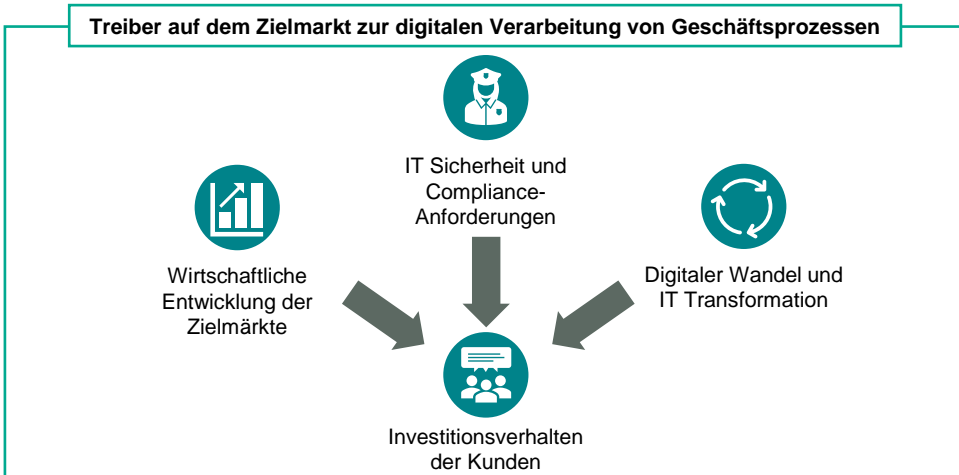 Treiber auf dem Zielmarkt zur digitalen Verarbeitung von Geschäftsprozessen
IT Sicherheit und
Compliance-
Anforderungen
Wirtschaftliche
Entwicklung der
Zielmärkte
Digitaler Wandel und
IT Transformation
Investitionsverhalten
der Kunden